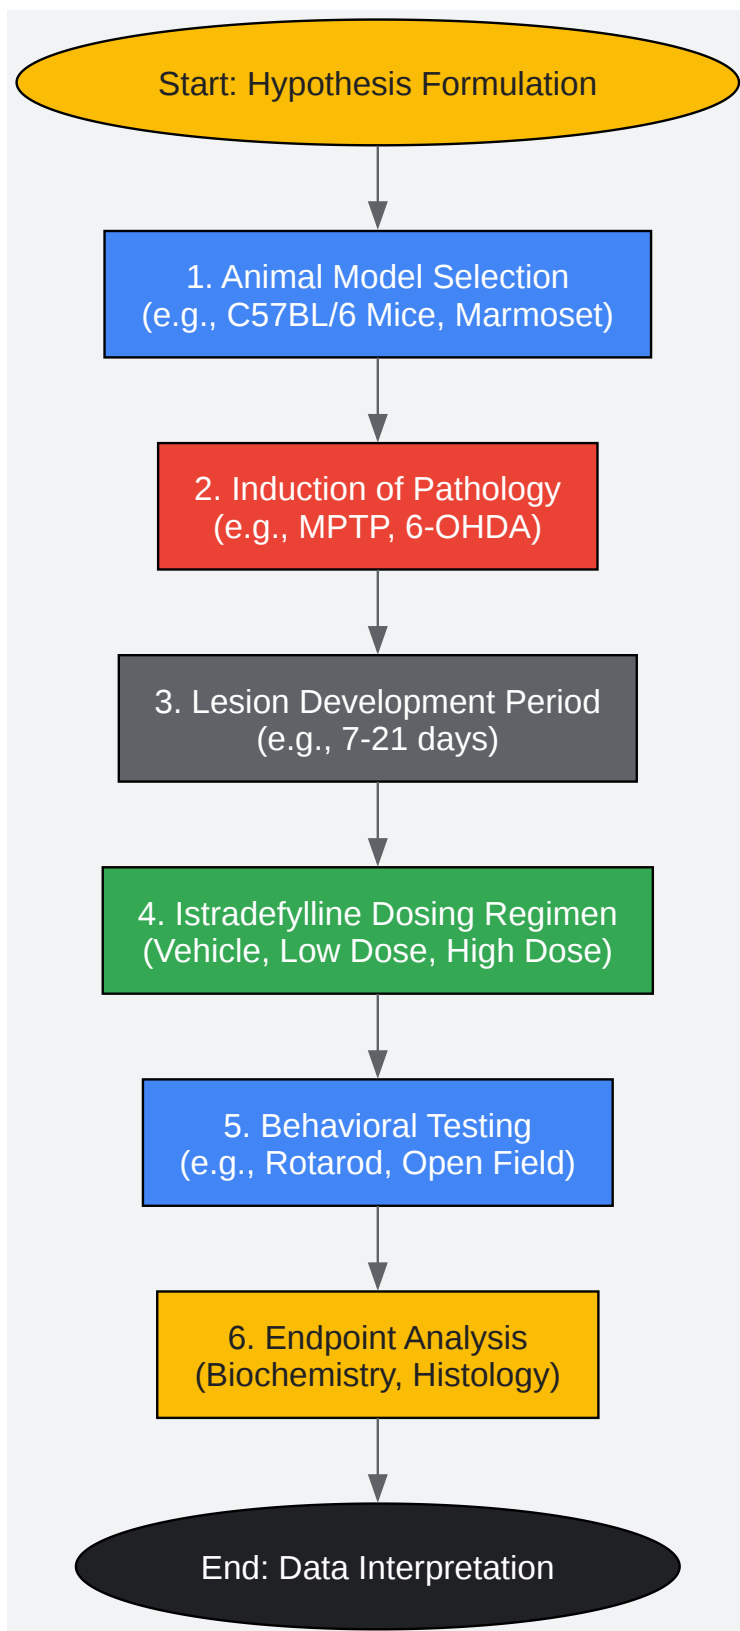 Start: Hypothesis Formulation
1. Animal Model Selection
(e.g., C57BL/6 Mice, Marmoset)
2. Induction of Pathology
(e.g., MPTP, 6-OHDA)
3. Lesion Development Period
(e.g., 7-21 days)
4. Istradefylline Dosing Regimen
(Vehicle, Low Dose, High Dose)
5. Behavioral Testing
(e.g., Rotarod, Open Field)
6. Endpoint Analysis
(Biochemistry, Histology)
End: Data Interpretation